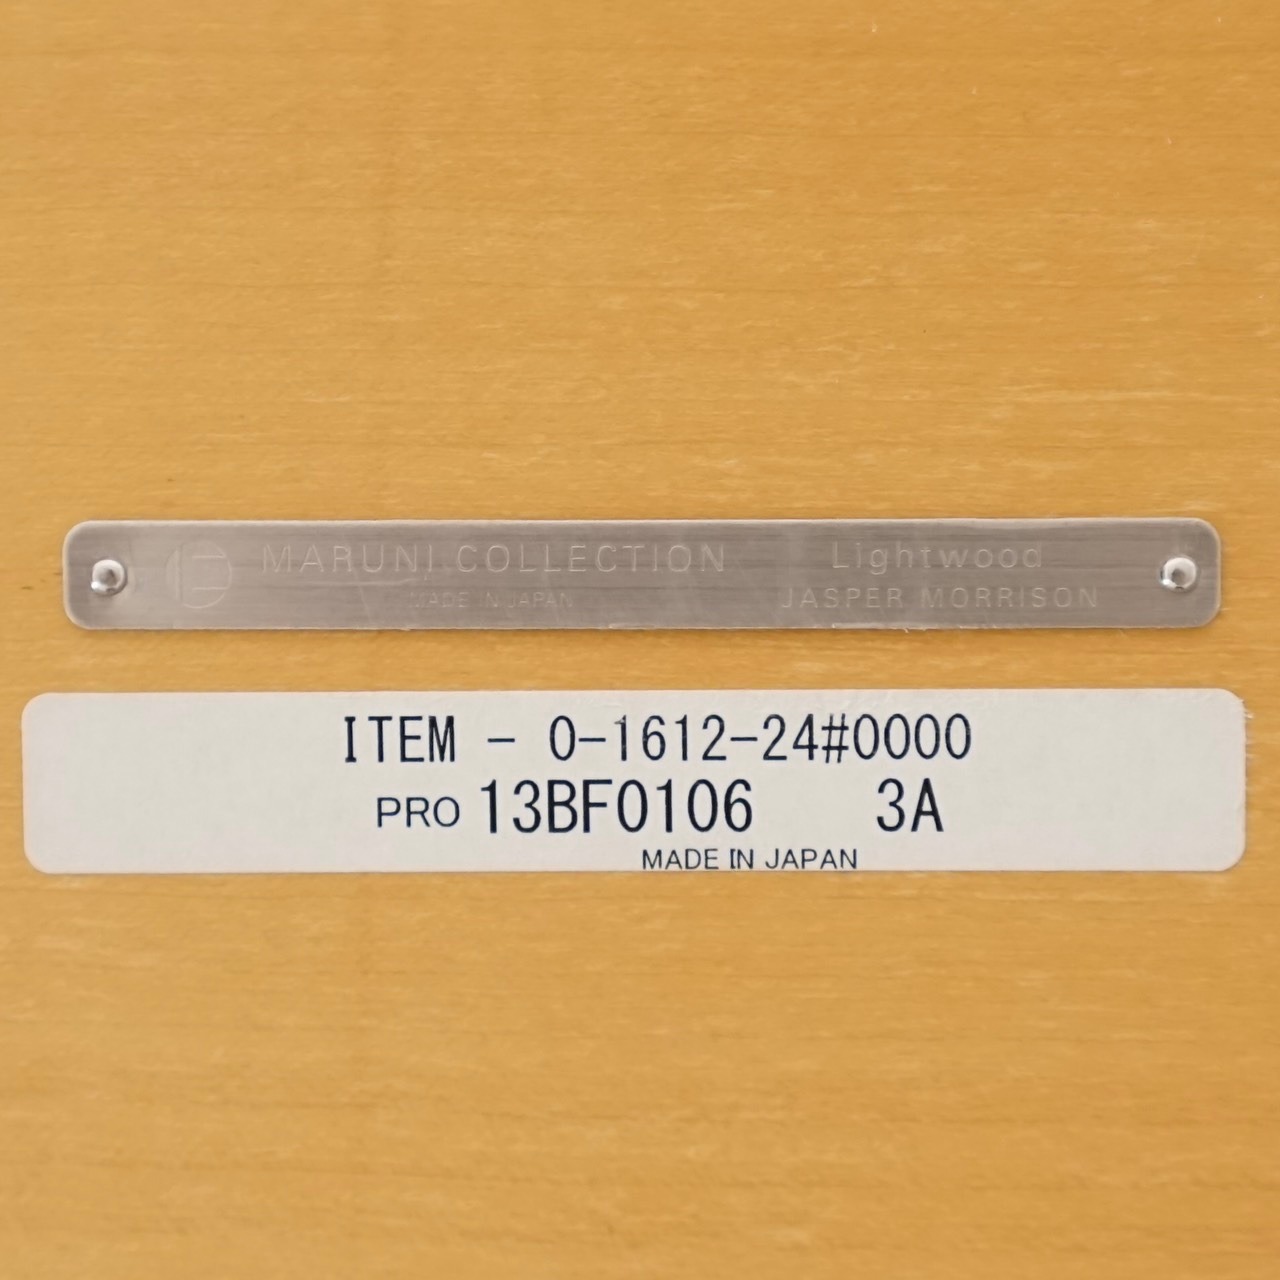 MARUNI COLLECTION
MADE IN JAPAN
Lightwood
JASPER MORRISON
ITEM - 0-1612-24#0000
PRO 13BF0106 3A
MADE IN JAPAN